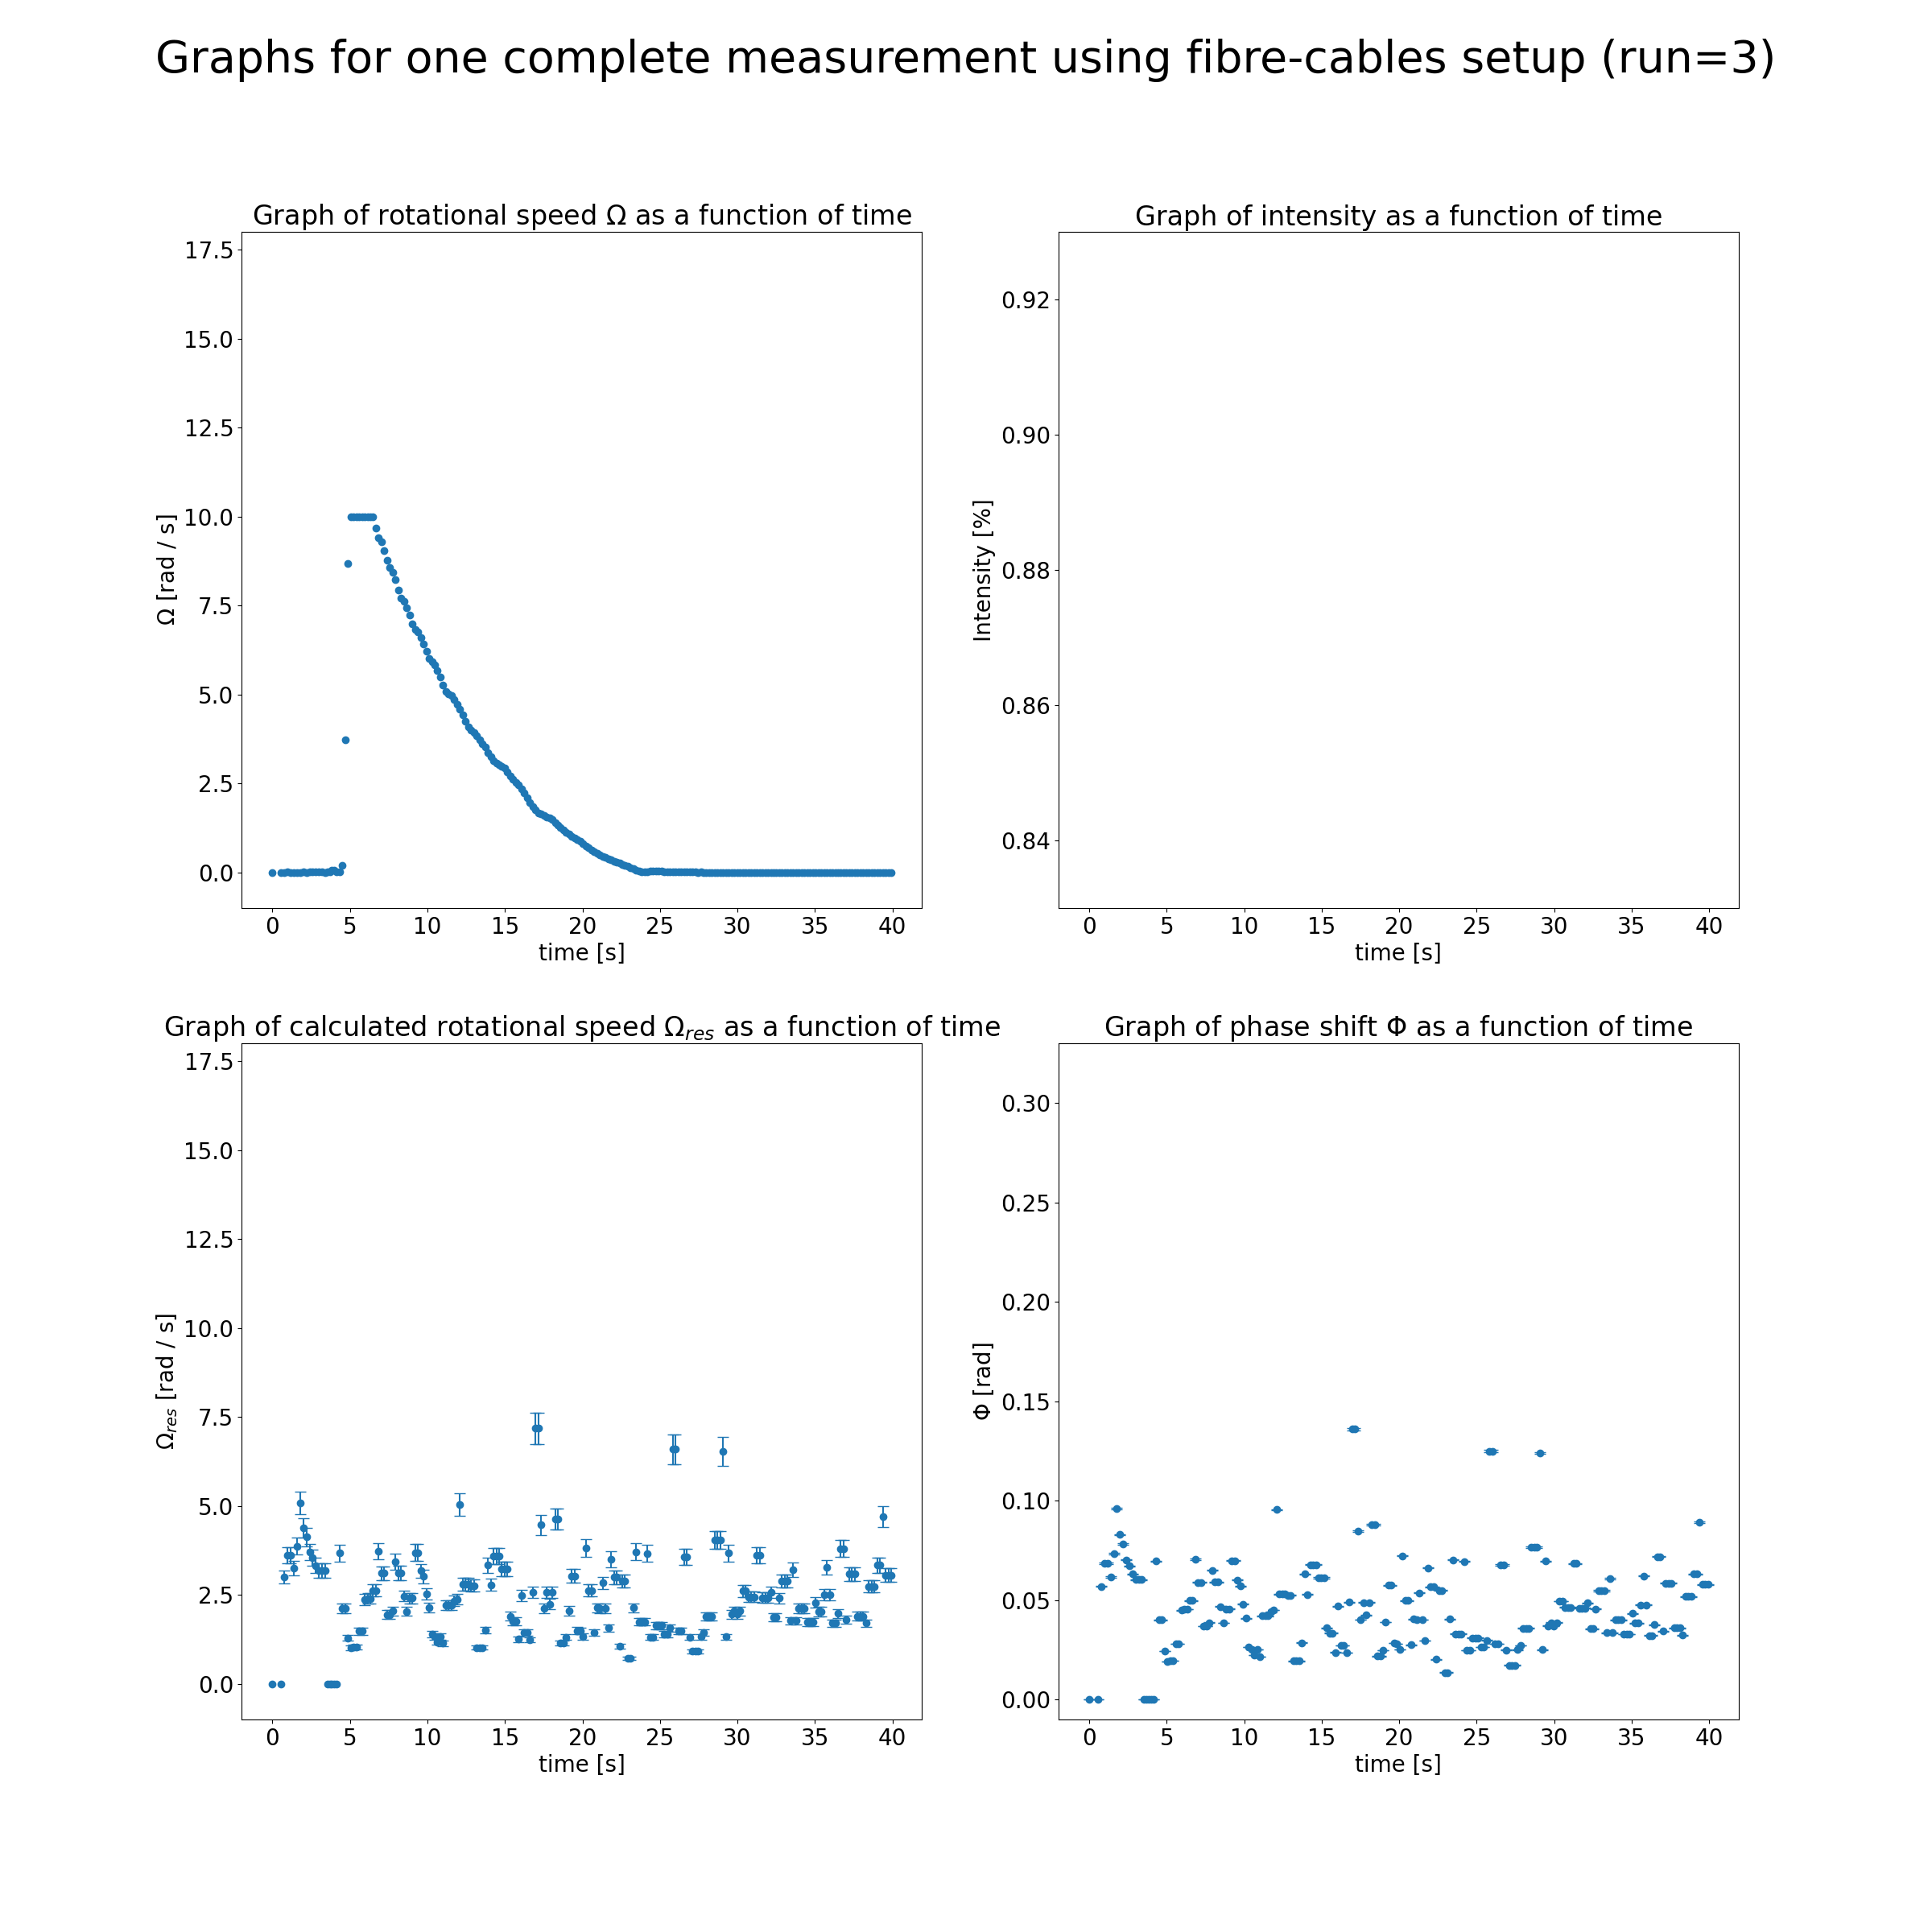 Graphs for one complete measurement using fibre-cables setup (run=3)
Graph of rotational speed Ω as a function of time
17.5
15.0
12.5
10.0
7.5
5.0
2.5
0.0
Ω [rad / s]
0 5 10 15 20 25 30 35 40
time [s]
Graph of intensity as a function of time
0.92
0.90
0.88
0.86
0.84
Intensity [%]
0 5 10 15 20 25 30 35 40
time [s]
Graph of calculated rotational speed Ωres as a function of time
17.5
15.0
12.5
10.0
7.5
5.0
2.5
0.0
Ωres [rad / s]
0 5 10 15 20 25 30 35 40
time [s]
Graph of phase shift Φ as a function of time
0.30
0.25
0.20
0.15
0.10
0.05
0.00
Φ [rad]
0 5 10 15 20 25 30 35 40
time [s]